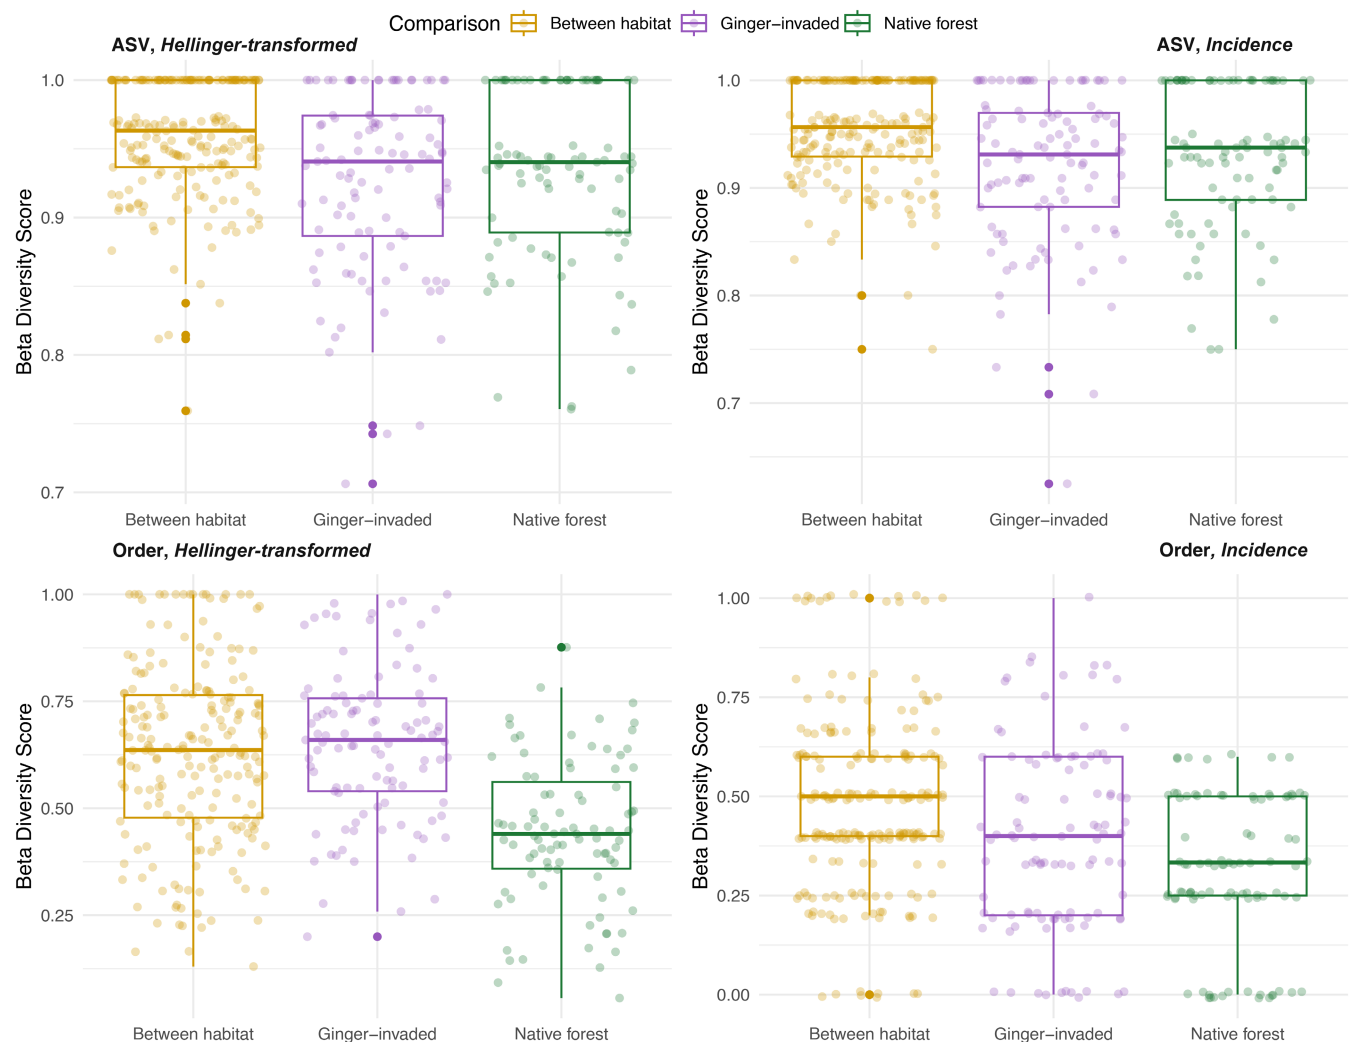 Comparison Between habitat Ginger−invaded Native forest
ASV, Hellinger-transformed
Beta Diversity Score
1.0
0.9
0.8
0.7
Between habitat Ginger−invaded Native forest
ASV, Incidence
Beta Diversity Score
1.0
0.9
0.8
0.7
Between habitat Ginger−invaded Native forest
Order, Hellinger-transformed
Beta Diversity Score
1.00
0.75
0.50
0.25
Between habitat Ginger−invaded Native forest
Order, Incidence
Beta Diversity Score
1.00
0.75
0.50
0.25
0.00
Between habitat Ginger−invaded Native forest